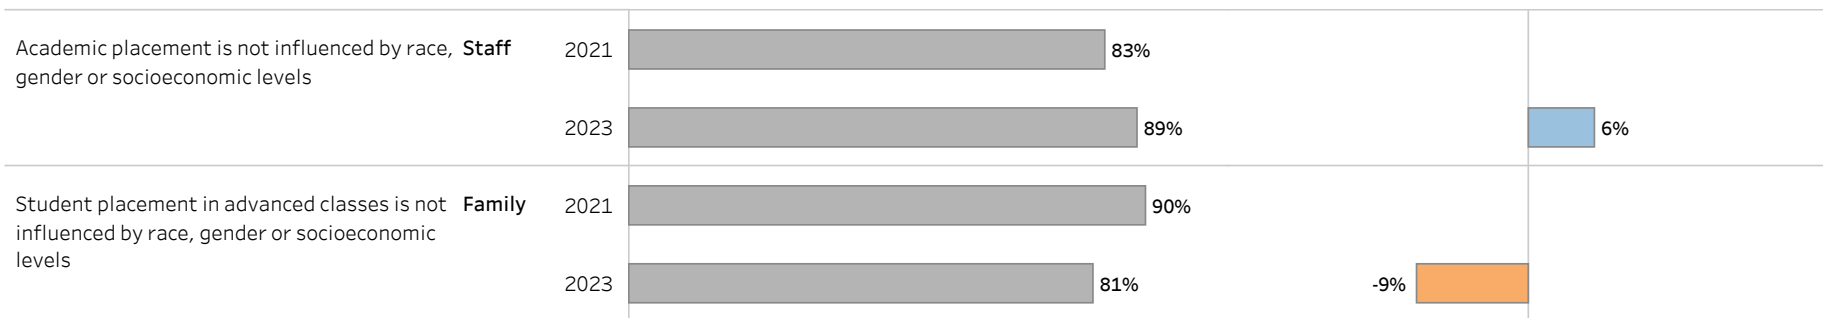 Academic placement is not influenced by race, Staff 2021 83%
gender or socioeconomic levels
2023 89% 6%
Student placement in advanced classes is not Family 2021 90%
influenced by race, gender or socioeconomic
levels
2023 81% -9%